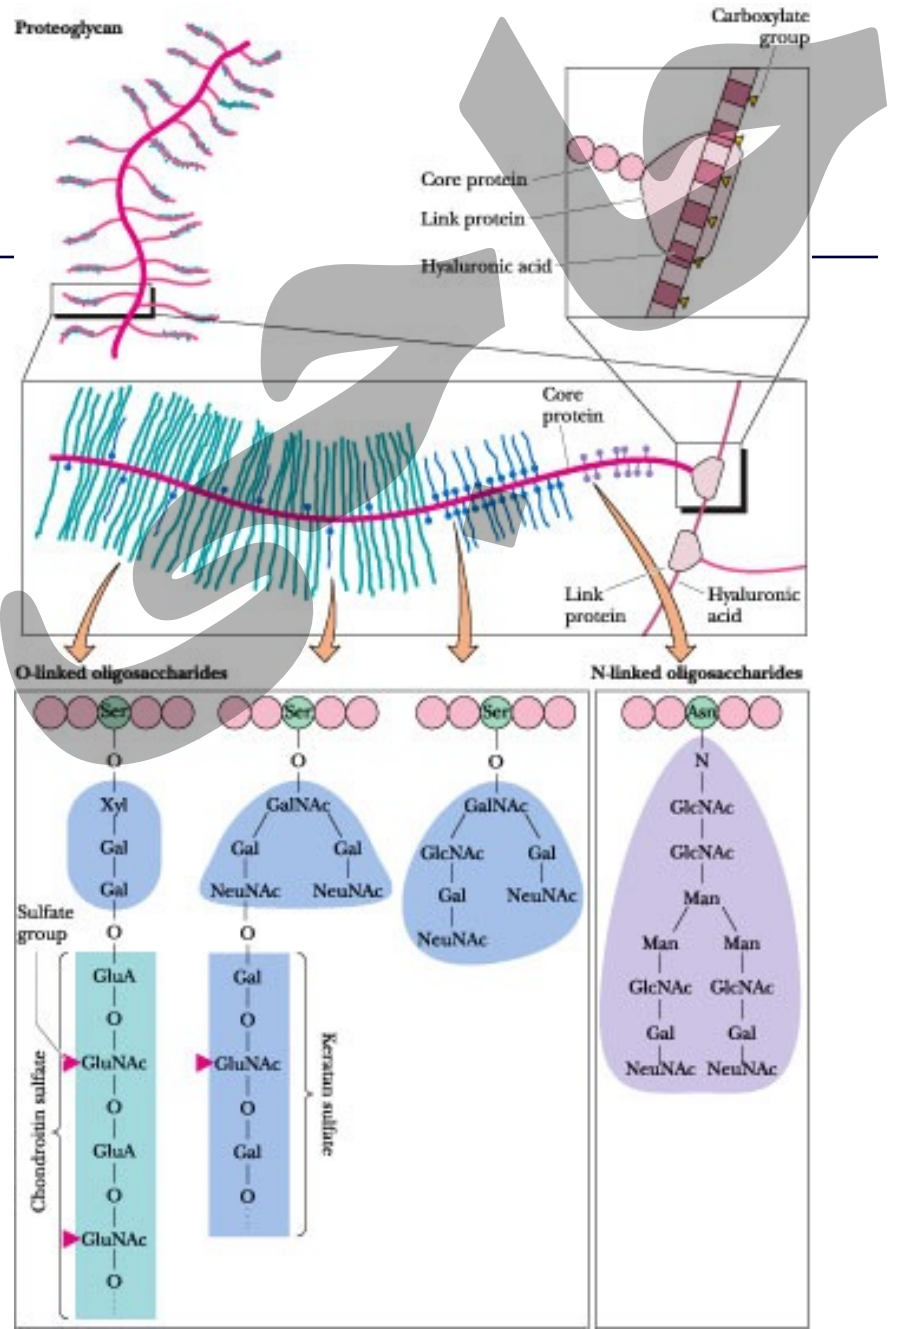 Proteoglycan
Carboxylate
group
Core protein
Link protein
Hyaluronic acid
Core
protein
Link
protein
Hyaluronic
acid
O-linked oligosaccharides
N-linked oligosaccharides
Ser
Ser
Ser
Asn
O
O
O
N
Xyl
GalNAc
GalNAc
GlcNAc
Gal
Gal
Gal
GlcNAc
Gal
GlcNAc
Gal
NeuNAc
NeuNAc
Gal
NeuNAc
Man
Sulfate
group
O
O
NeuNAc
Man
Man
GluA
Gal
GlcNAc
GlcNAc
O
O
Gal
Gal
GluNAc
GluNAc
NeuNAc
NeuNAc
O
O
GluA
Gal
O
O
GluNAc
O
Chondroitin sulfate
Keratan sulfate